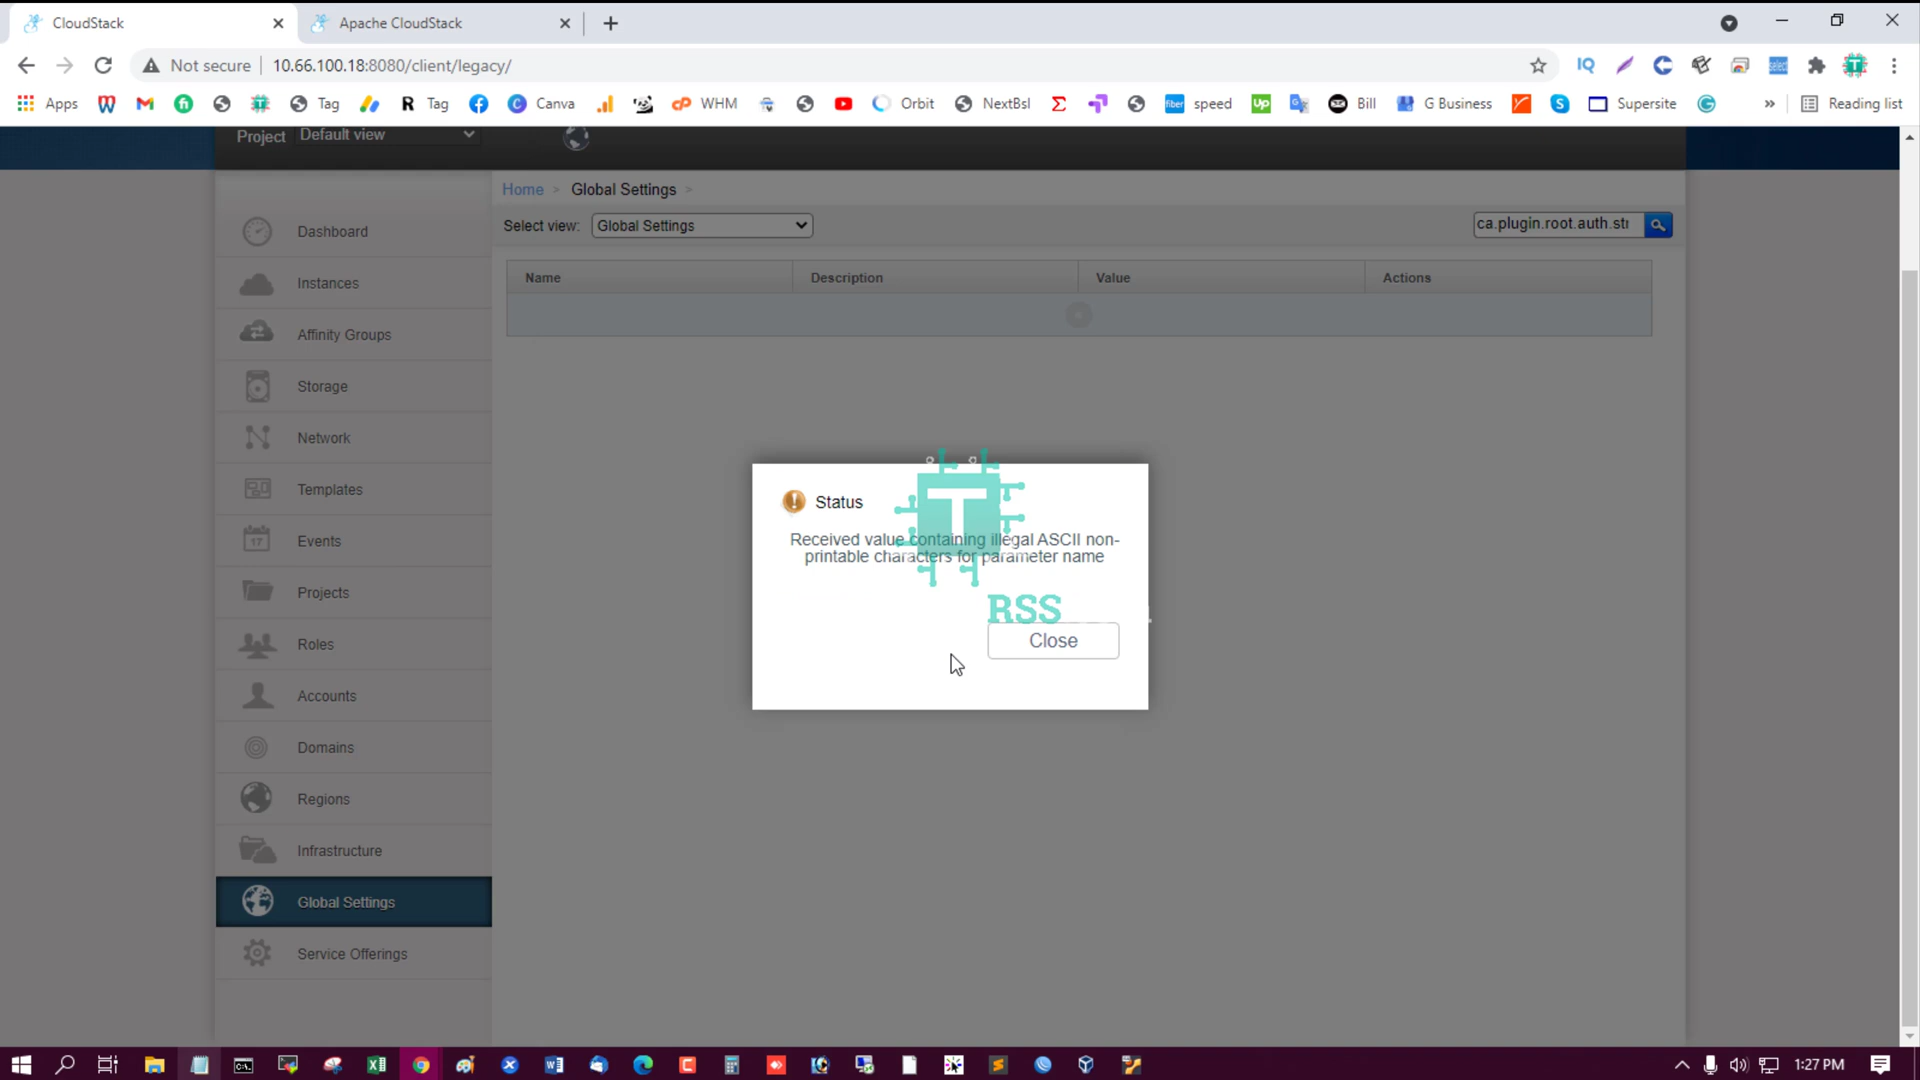 CloudStack
Apache CloudStack
Not secure
10.66.100.18:8080/client/legacy/
Apps
Tag
R Tag
Canva
WHM
Orbit
NextBsl
fiber speed
Up
Bill
G Business
Supersite
»
Reading list
Project
Default view
Home > Global Settings >
Select view:
Global Settings
ca.plugin.root.auth.str
Name
Description
Value
Actions
Dashboard
Instances
Affinity Groups
Storage
Network
Templates
17
Events
Projects
Roles
Accounts
Domains
Regions
Infrastructure
Global Settings
Service Offerings
Status
Received value containing illegal ASCII non-
printable characters for parameter name
T
RSS
Close
1:27 PM